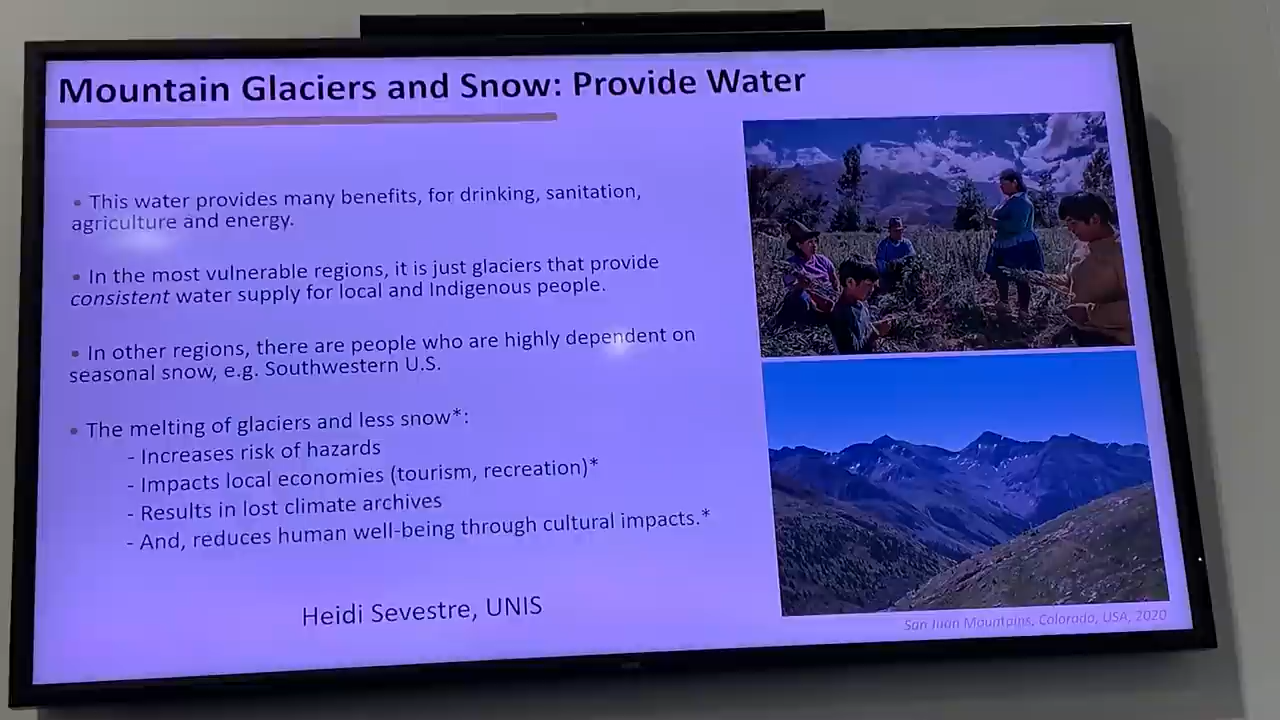 Mountain Glaciers and Snow: Provide Water
• This water provides many benefits, for drinking, sanitation,
agriculture and energy.
• In the most vulnerable regions, it is just glaciers that provide
consistent water supply for local and Indigenous people.
• In other regions, there are people who are highly dependent on
seasonal snow, e.g. Southwestern U.S.
• The melting of glaciers and less snow*:
- Increases risk of hazards
- Impacts local economies (tourism, recreation)*
- Results in lost climate archives
- And, reduces human well-being through cultural impacts.*
Heidi Sevestre, UNIS
San Juan Mountains, Colorado, USA, 2020